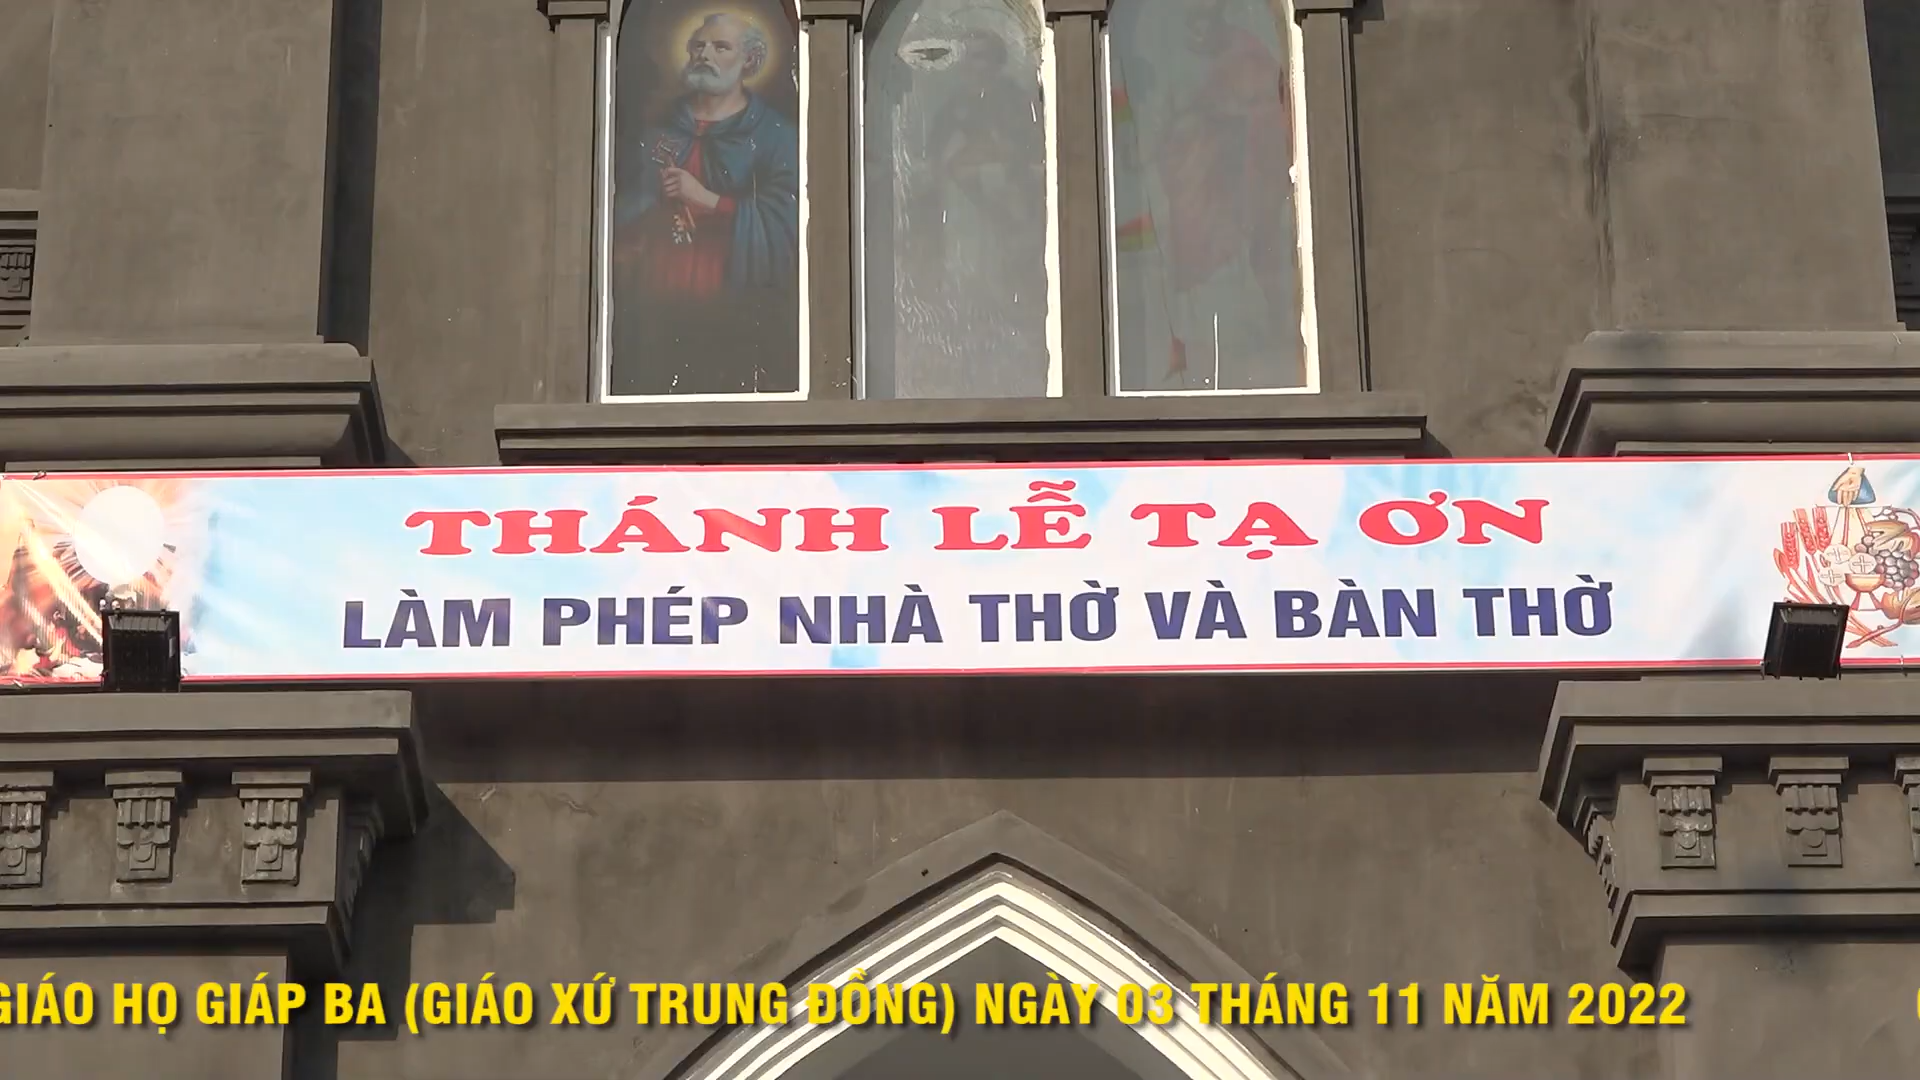 THÁNH LỄ TẠ ƠN
LÀM PHÉP NHÀ THỜ VÀ BÀN THỜ
GIÁO HỌ GIÁP BA (GIÁO XỨ TRUNG ĐỒNG) NGÀY 03 THÁNG 11 NĂM 2022